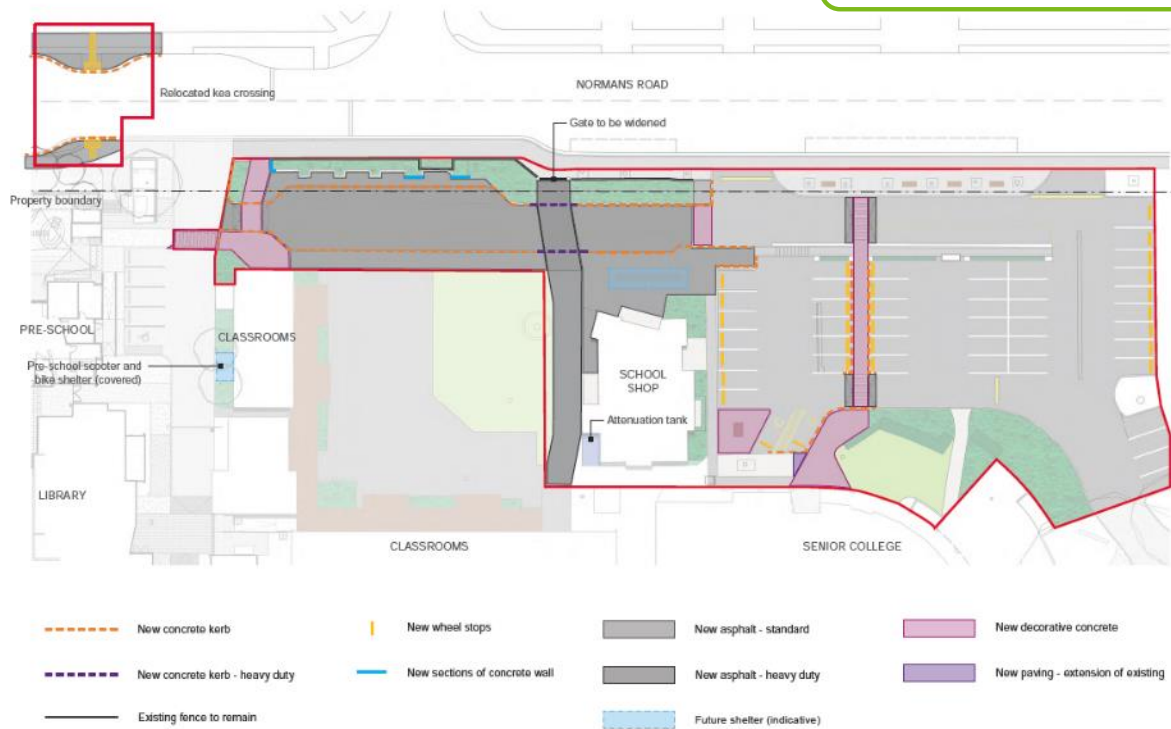 NORMANS ROAD
Relocated kea crossing
Gate to be widened
Property boundary
PRE-SCHOOL
CLASSROOMS
Pre-school scooter and
bike shelter (covered)
SCHOOL
SHOP
Attenuation tank
LIBRARY
CLASSROOMS
SENIOR COLLEGE
New concrete kerb
New wheel stops
New asphalt - standard
New decorative concrete
New concrete kerb - heavy duty
New sections of concrete wall
New asphalt - heavy duty
New paving - extension of existing
Existing fence to remain
Future shelter (indicative)